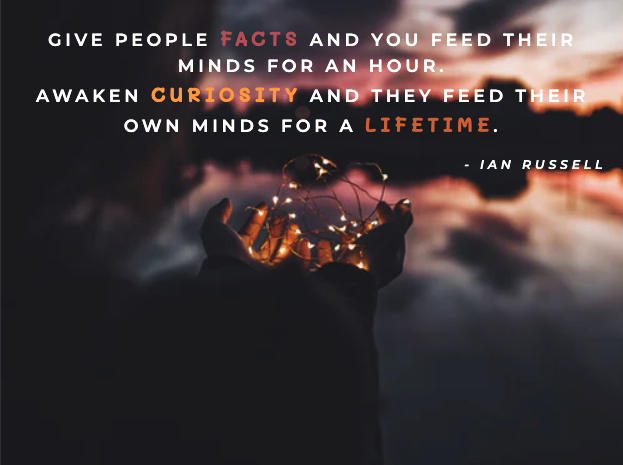 GIVE PEOPLE FACTS AND YOU FEED THEIR
MINDS FOR AN HOUR.
AWAKEN CURIOSITY AND THEY FEED THEIR
OWN MINDS FOR A LIFETIME.
- IAN RUSSELL